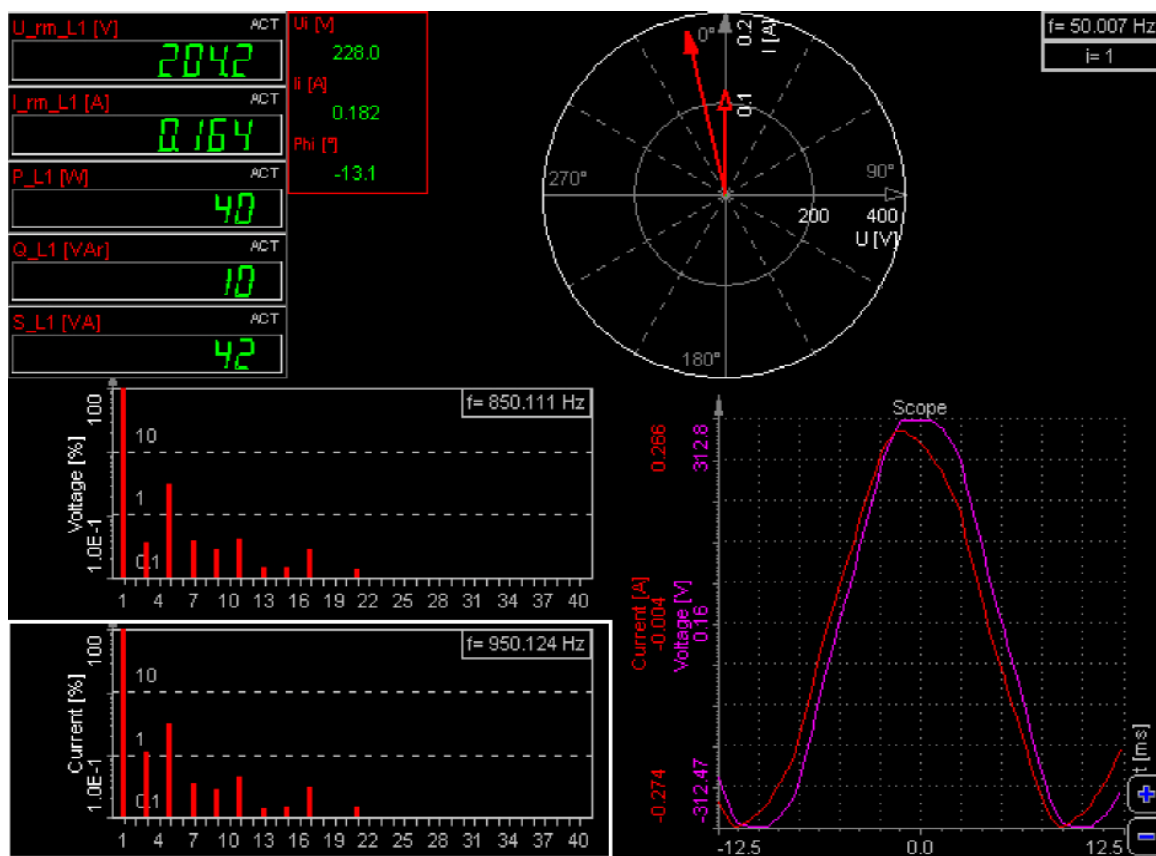 U_rm_L1 [V] ACT
204.2
I_rm_L1 [A] ACT
0.164
P_L1 [W] ACT
40
Q_L1 [VAr] ACT
10
S_L1 [VA] ACT
42
Ui [V]
228.0
Ii [A]
0.182
Phi [°]
-13.1
0°
90°
180°
270°
0.2
0.1
I [A]
200 400
U [V]
f= 50.007 Hz
i= 1
f= 850.111 Hz
Voltage [%]
100
10
1
0.1
1.0E-1
1 4 7 10 13 16 19 22 25 28 31 34 37 40
f= 950.124 Hz
Current [%]
100
10
1
0.1
1.0E-1
1 4 7 10 13 16 19 22 25 28 31 34 37 40
Scope
0.266
312.8
Current [A]
-0.004
Voltage [V]
0.16
-0.274
-312.47
t [ms]
+
−
-12.5 0.0 12.5